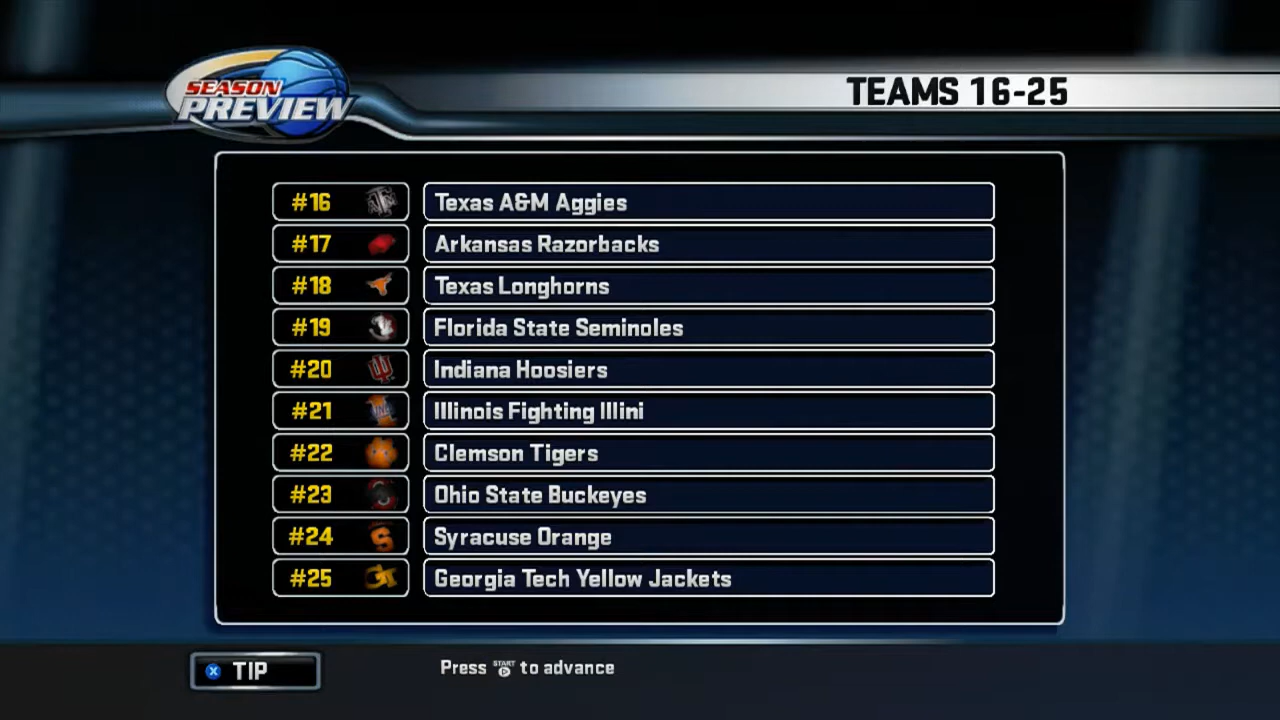 SEASON
PREVIEW
TEAMS 16-25
#16 Texas A&M Aggies
#17 Arkansas Razorbacks
#18 Texas Longhorns
#19 Florida State Seminoles
#20 Indiana Hoosiers
#21 Illinois Fighting Illini
#22 Clemson Tigers
#23 Ohio State Buckeyes
#24 Syracuse Orange
#25 Georgia Tech Yellow Jackets
X TIP
Press START to advance